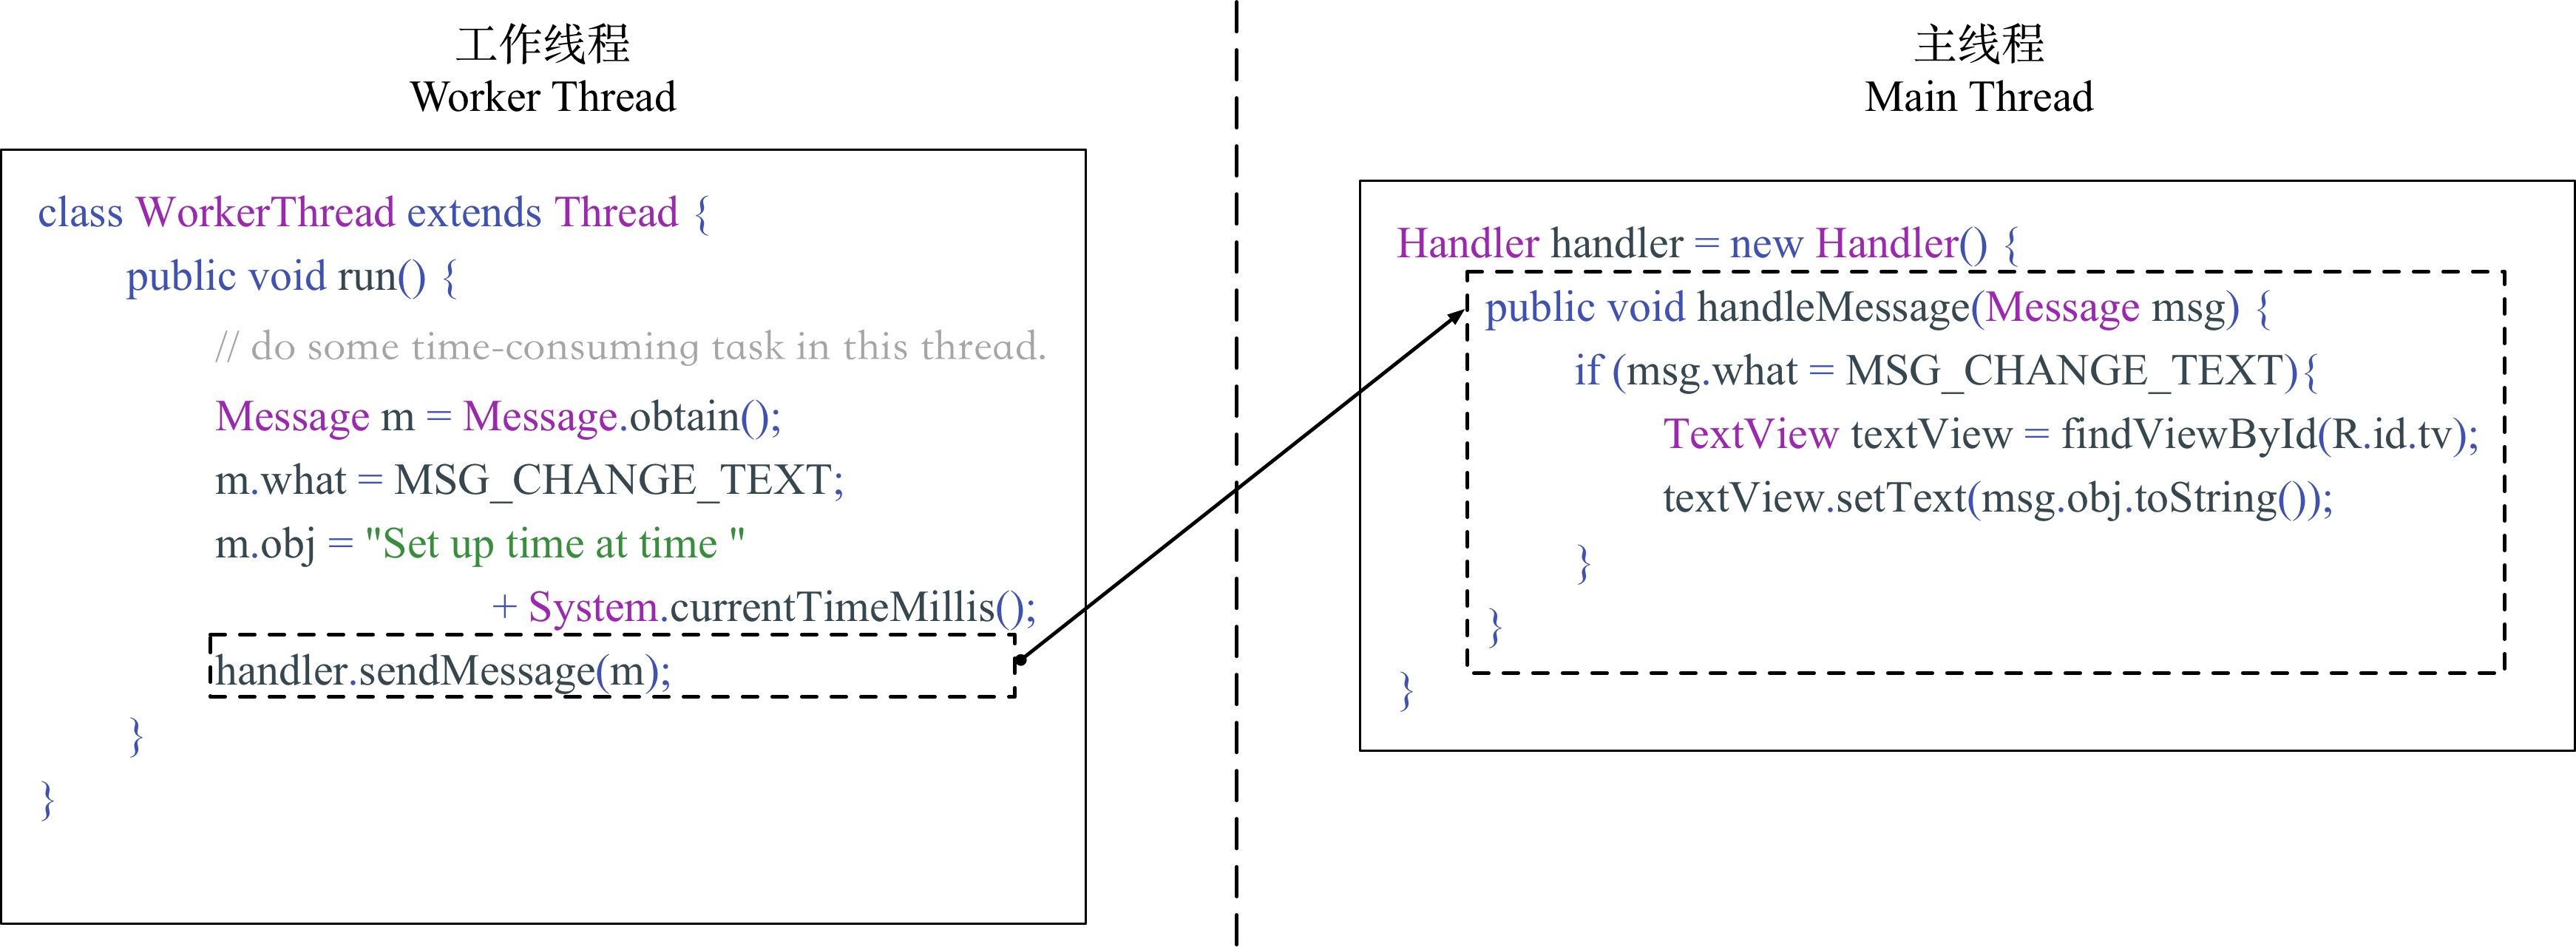 工作线程
Worker Thread
class WorkerThread extends Thread {
public void run() {
// do some time-consuming task in this thread.
Message m = Message.obtain();
m.what = MSG_CHANGE_TEXT;
m.obj = "Set up time at time "
+ System.currentTimeMillis();
handler.sendMessage(m);
}
}
主线程
Main Thread
Handler handler = new Handler() {
public void handleMessage(Message msg) {
if (msg.what = MSG_CHANGE_TEXT){
TextView textView = findViewById(R.id.tv);
textView.setText(msg.obj.toString());
}
}
}